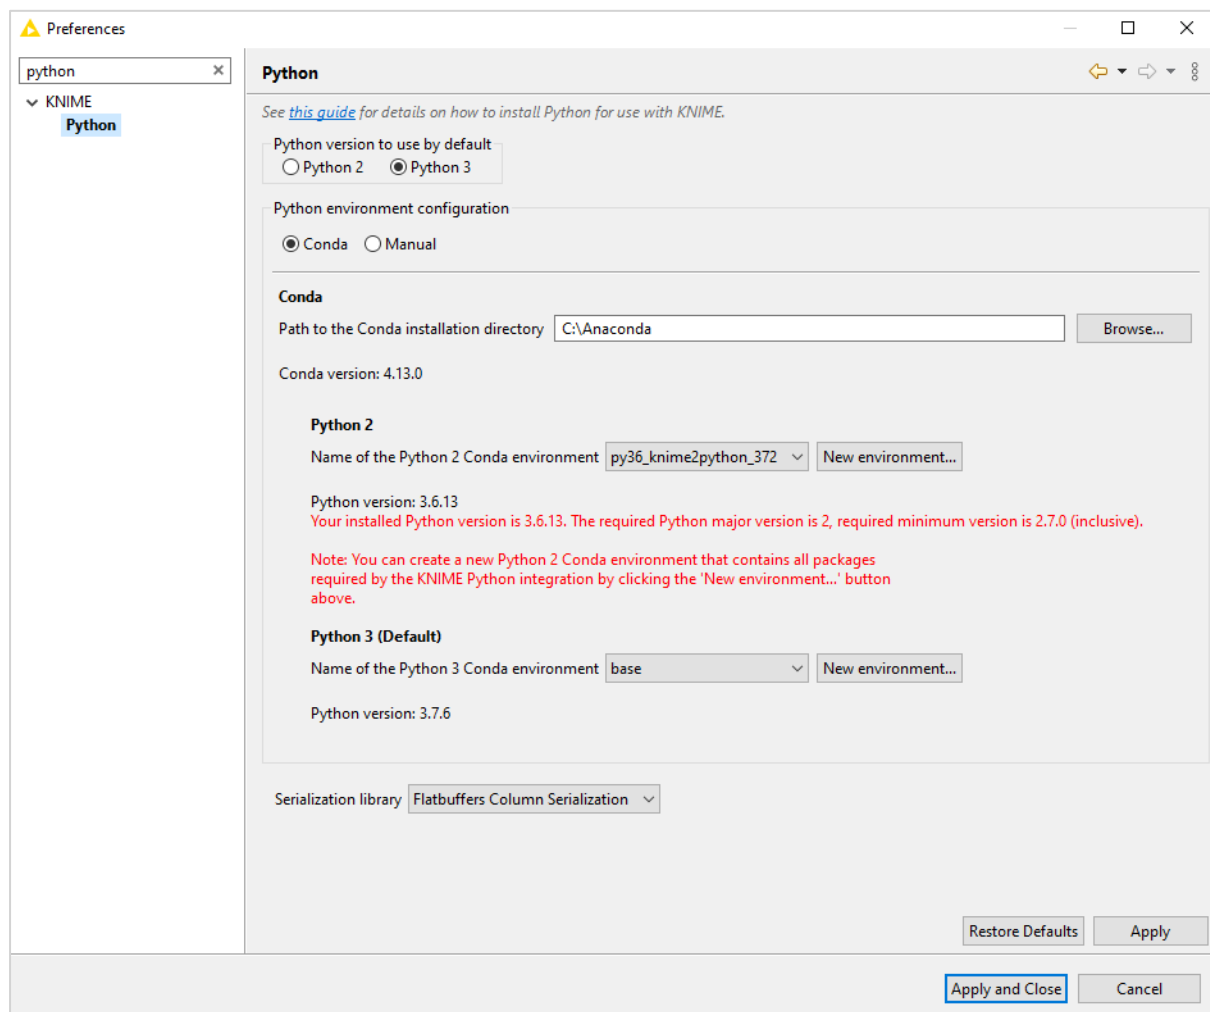 Preferences
python
KNIME
Python
Python
See this guide for details on how to install Python for use with KNIME.
Python version to use by default
Python 2 Python 3
Python environment configuration
Conda Manual
Conda
Path to the Conda installation directory C:\Anaconda Browse...
Conda version: 4.13.0
Python 2
Name of the Python 2 Conda environment py36_knime2python_372 New environment...
Python version: 3.6.13
Your installed Python version is 3.6.13. The required Python major version is 2, required minimum version is 2.7.0 (inclusive).
Note: You can create a new Python 2 Conda environment that contains all packages
required by the KNIME Python integration by clicking the 'New environment...' button
above.
Python 3 (Default)
Name of the Python 3 Conda environment base New environment...
Python version: 3.7.6
Serialization library Flatbuffers Column Serialization
Restore Defaults Apply
Apply and Close Cancel